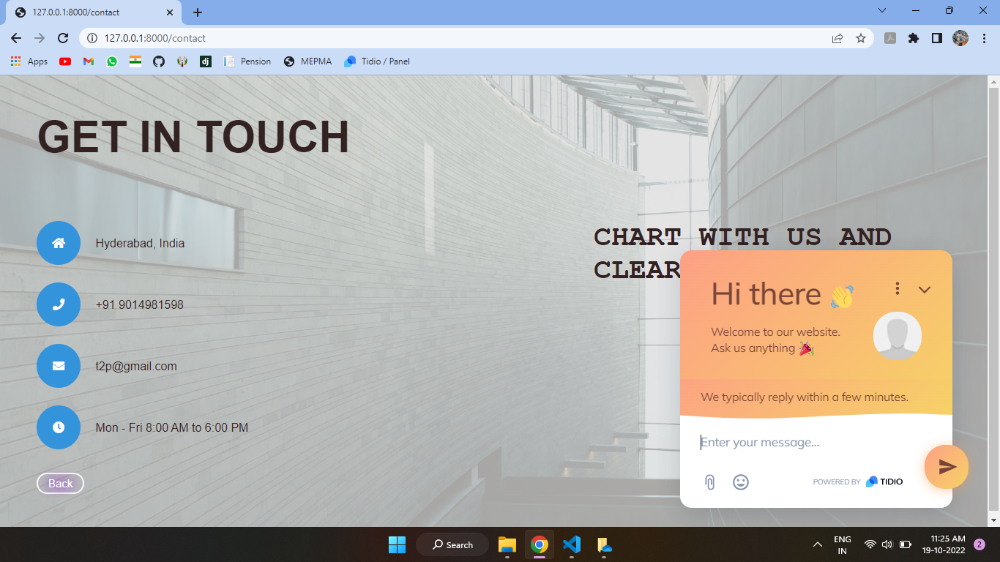 127.0.0.1:8000/contact
127.0.0.1:8000/contact
Apps
dj
Pension
MEPMA
Tidio / Panel
GET IN TOUCH
Hyderabad, India
+91 9014981598
t2p@gmail.com
Mon - Fri 8:00 AM to 6:00 PM
Back
CHART WITH US AND
CLEAR
Hi there 👋
Welcome to our website.
Ask us anything 🎉
We typically reply within a few minutes.
Enter your message...
POWERED BY TIDIO
Search
ENG
IN
11:25 AM
19-10-2022
2